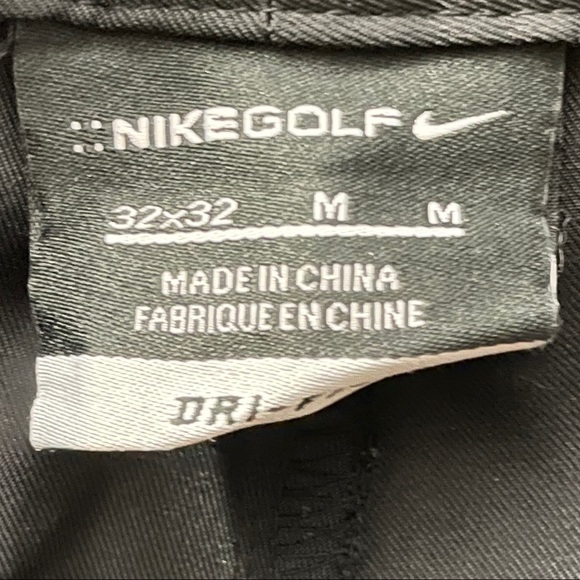 NIKEGOLF
32x32 M M
MADE IN CHINA
FABRIQUE EN CHINE